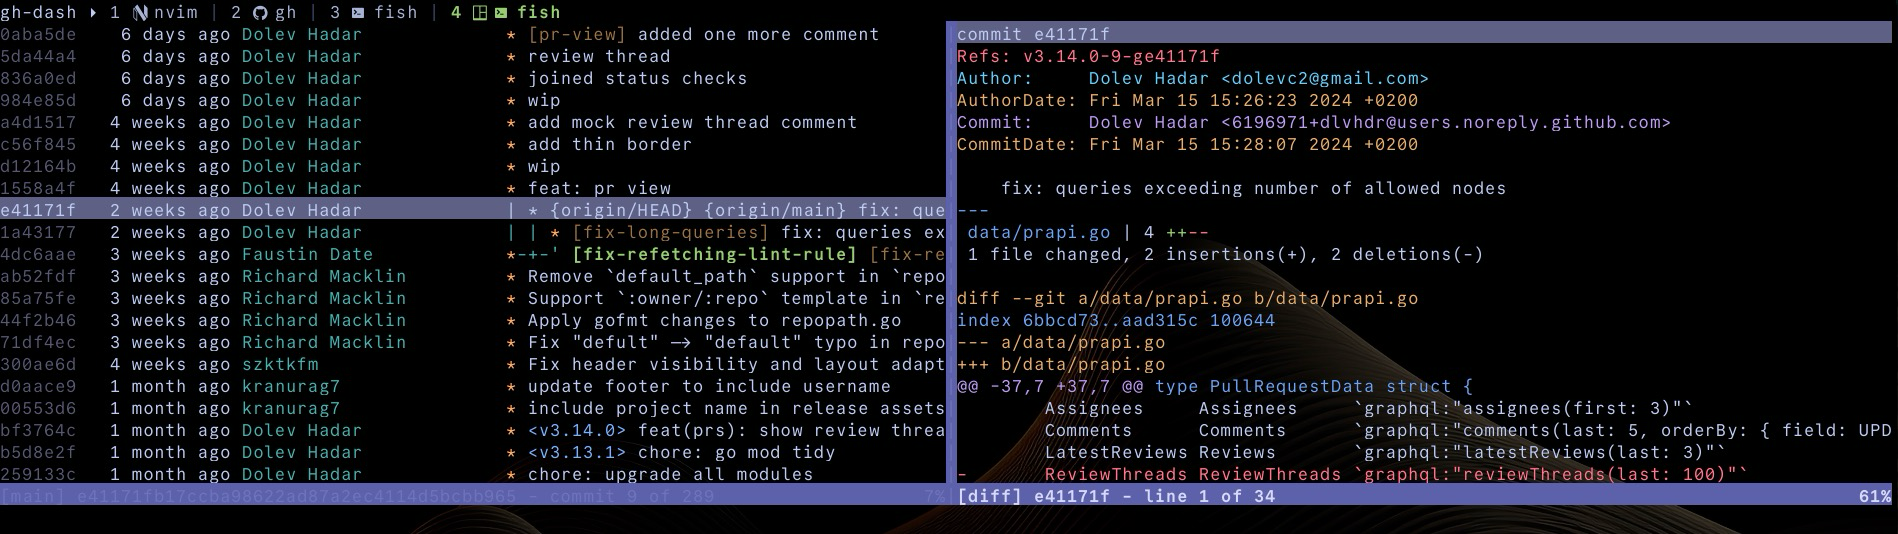 gh-dash 1 nvim | 2 gh | 3 fish | 4 fish
0aba5de 6 days ago Dolev Hadar * [pr-view] added one more comment
5da44a4 6 days ago Dolev Hadar * review thread
836a0ed 6 days ago Dolev Hadar * joined status checks
984e85d 6 days ago Dolev Hadar * wip
a4d1517 4 weeks ago Dolev Hadar * add mock review thread comment
c56f845 4 weeks ago Dolev Hadar * add thin border
d12164b 4 weeks ago Dolev Hadar * wip
1558a4f 4 weeks ago Dolev Hadar * feat: pr view
e41171f 2 weeks ago Dolev Hadar | * {origin/HEAD} {origin/main} fix: que
1a43177 2 weeks ago Dolev Hadar | | * [fix-long-queries] fix: queries ex
4dc6aae 3 weeks ago Faustin Date *-+-' [fix-refetching-lint-rule] [fix-re
ab52fdf 3 weeks ago Richard Macklin * Remove `default_path` support in `repo
85a75fe 3 weeks ago Richard Macklin * Support `:owner/:repo` template in `re
44f2b46 3 weeks ago Richard Macklin * Apply gofmt changes to repopath.go
71df4ec 3 weeks ago Richard Macklin * Fix "defult" —> "default" typo in repo
300ae6d 4 weeks ago szktkfm * Fix header visibility and layout adapt
d0aace9 1 month ago kranurag7 * update footer to include username
00553d6 1 month ago kranurag7 * include project name in release assets
bf3764c 1 month ago Dolev Hadar * <v3.14.0> feat(prs): show review threa
b5d8e2f 1 month ago Dolev Hadar * <v3.13.1> chore: go mod tidy
259133c 1 month ago Dolev Hadar * chore: upgrade all modules
[main] e41171fb17ccba98622ad87a2ec4114d5bcbb965 - commit 9 of 289 7%
commit e41171f
Refs: v3.14.0-9-ge41171f
Author: Dolev Hadar <dolevc2@gmail.com>
AuthorDate: Fri Mar 15 15:26:23 2024 +0200
Commit: Dolev Hadar <6196971+dlvhdr@users.noreply.github.com>
CommitDate: Fri Mar 15 15:28:07 2024 +0200
fix: queries exceeding number of allowed nodes
---
data/prapi.go | 4 ++--
1 file changed, 2 insertions(+), 2 deletions(-)
diff --git a/data/prapi.go b/data/prapi.go
index 6bbcd73..aad315c 100644
--- a/data/prapi.go
+++ b/data/prapi.go
@@ -37,7 +37,7 @@ type PullRequestData struct {
Assignees Assignees `graphql:"assignees(first: 3)"`
Comments Comments `graphql:"comments(last: 5, orderBy: { field: UPD
LatestReviews Reviews `graphql:"latestReviews(last: 3)"`
- ReviewThreads ReviewThreads `graphql:"reviewThreads(last: 100)"`
[diff] e41171f - line 1 of 34 61%